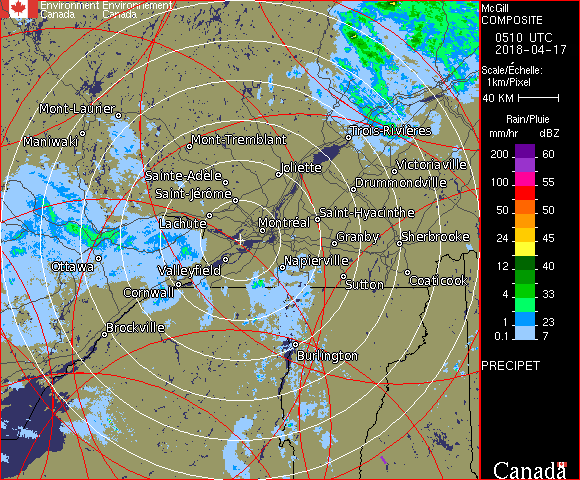 Environment Environnement
Canada Canada
McGill
COMPOSITE
0510 UTC
2018-04-17
Scale/Échelle:
1km/Pixel
40 KM
Rain/Pluie
mm/hr dBZ
200 60
100 55
50 50
24 45
12 40
4 33
1 23
0.1 7
PRECIPET
Canada
Mont-Laurier
Maniwaki
Mont-Tremblant
Trois-Rivières
Sainte-Adèle
Joliette
Victoriaville
Saint-Jérôme
Drummondville
Lachute
Saint-Hyacinthe
Montréal
Granby
Sherbrooke
Ottawa
Valleyfield
Napierville
Cornwall
Sutton
Coaticook
Brockville
Burlington